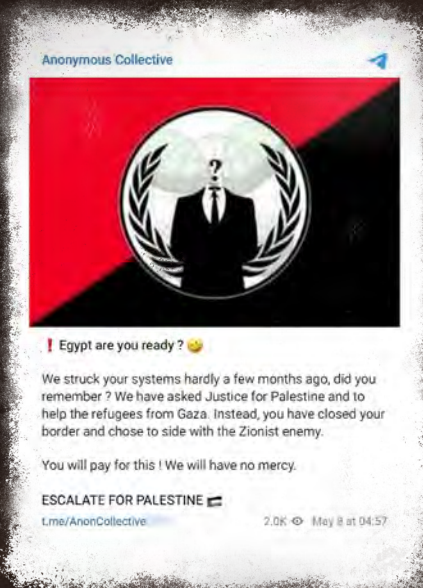 Anonymous Collective
?
❗ Egypt are you ready ? 🤣
We struck your systems hardly a few months ago, did you
remember ? We have asked Justice for Palestine and to
help the refugees from Gaza. Instead, you have closed your
border and chose to side with the Zionist enemy.
You will pay for this ! We will have no mercy.
ESCALATE FOR PALESTINE 🇵🇸
t.me/AnonCollective
2.0K May 8 at 04:57